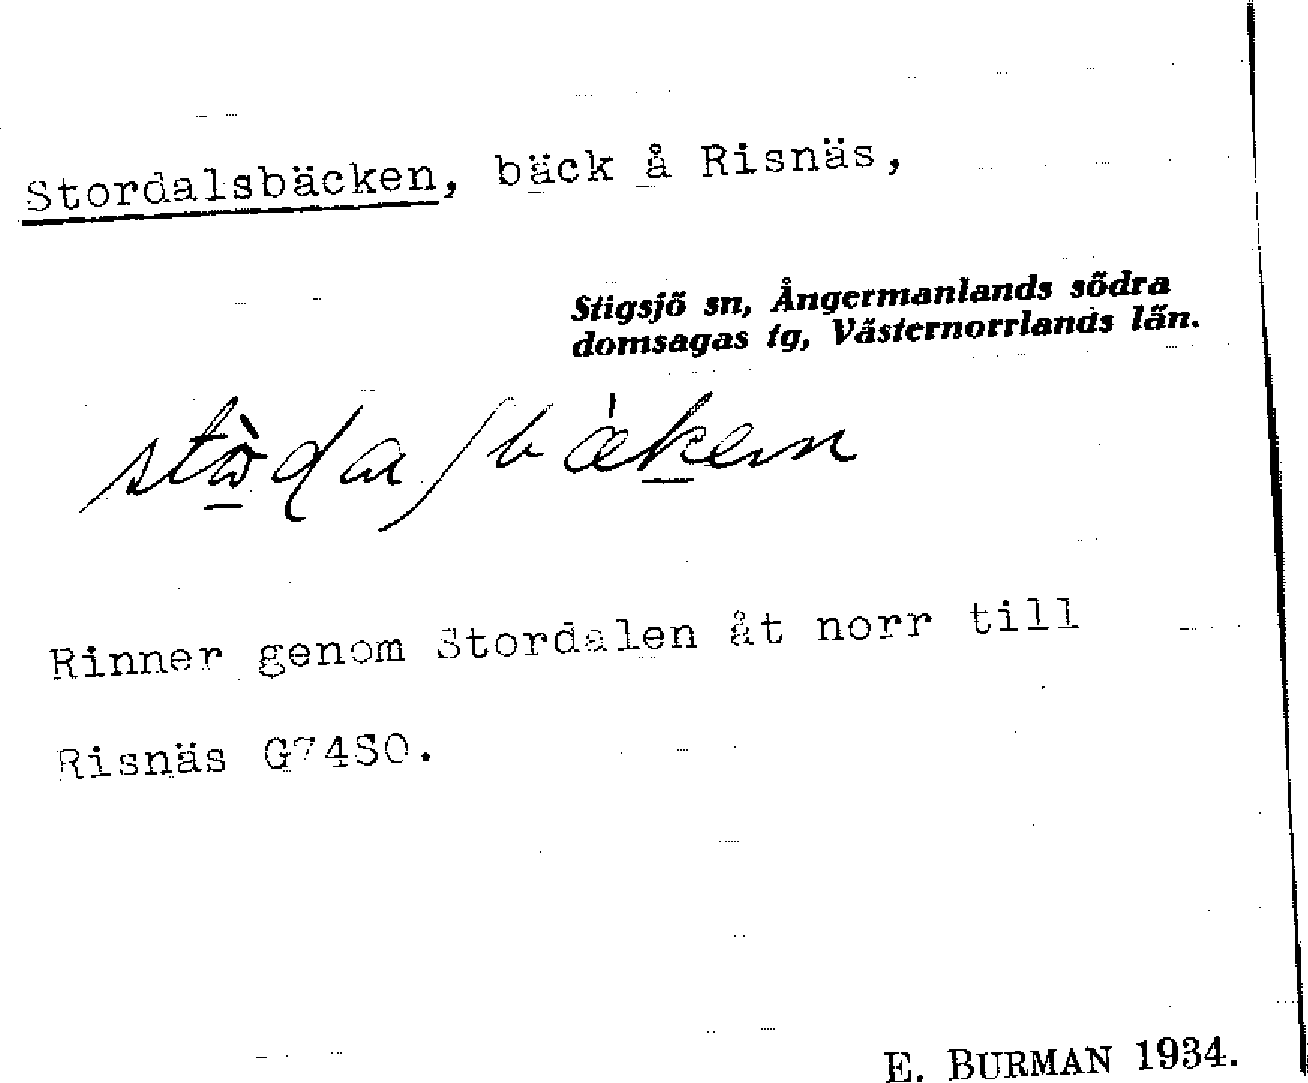 Stordalsbäcken, bäck å Risnäs,
Stigsjö sn, Ångermanlands södra
domsagas tg, Västernorrlands län.
Rinner genom Stordalen åt norr till
Risnäs G74SO.
E. BURMAN 1934.